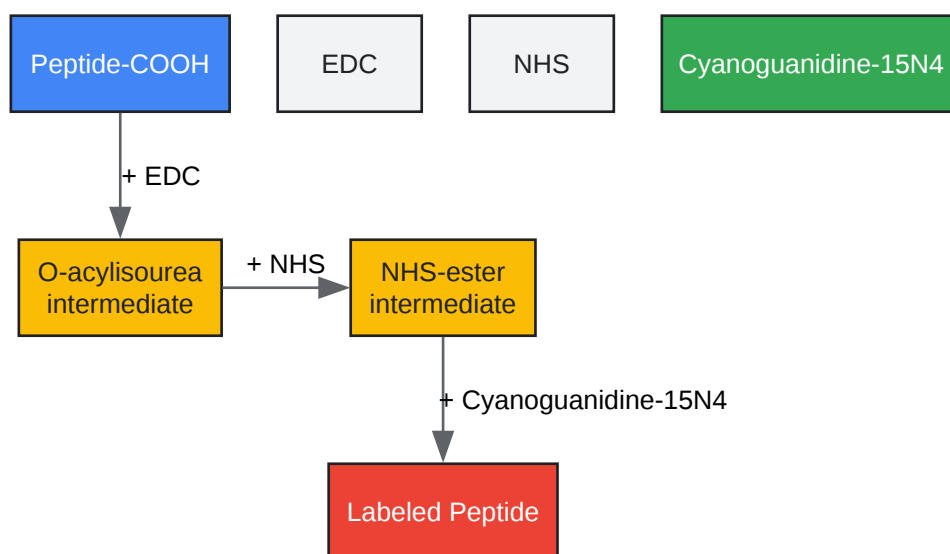 Peptide-COOH
EDC
NHS
Cyanoguanidine-15N4
+ EDC
O-acylisourea
intermediate
+ NHS
NHS-ester
intermediate
+ Cyanoguanidine-15N4
Labeled Peptide